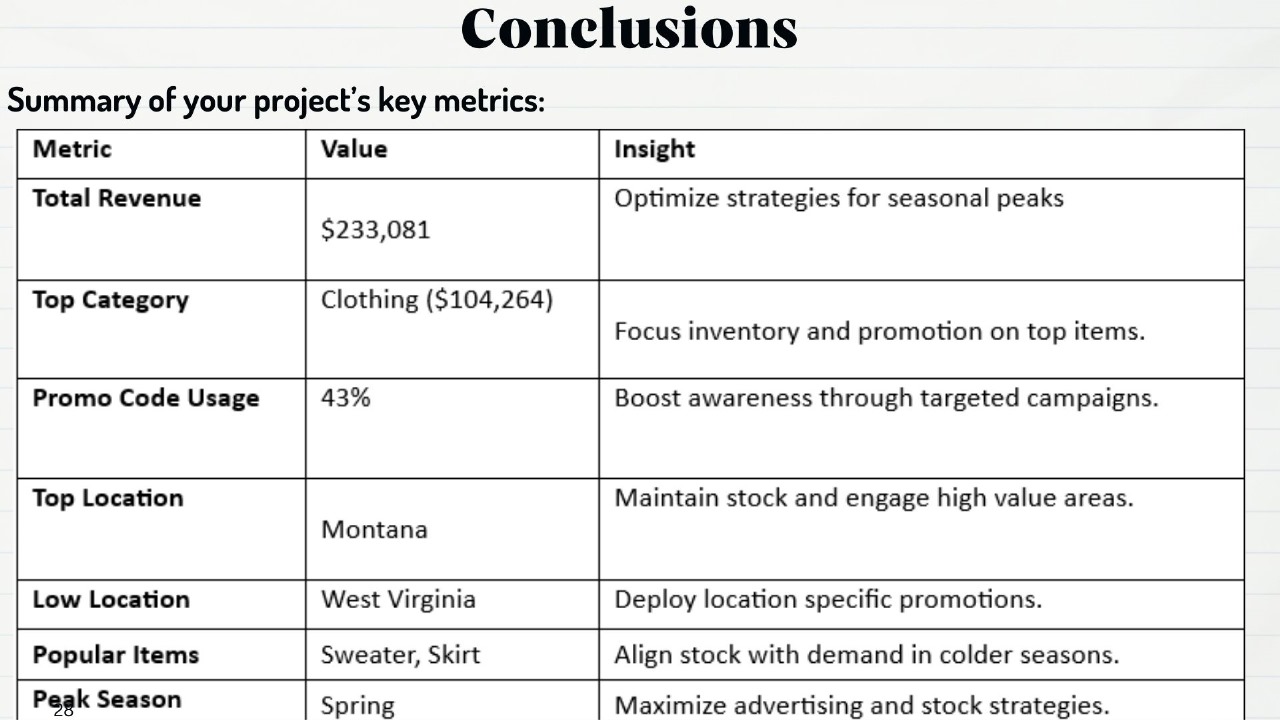 Conclusions
Summary of your project's key metrics:
Metric Value Insight
Total Revenue $233,081 Optimize strategies for seasonal peaks
Top Category Clothing ($104,264) Focus inventory and promotion on top items.
Promo Code Usage 43% Boost awareness through targeted campaigns.
Top Location Montana Maintain stock and engage high value areas.
Low Location West Virginia Deploy location specific promotions.
Popular Items Sweater, Skirt Align stock with demand in colder seasons.
Peak Season Spring Maximize advertising and stock strategies.
28